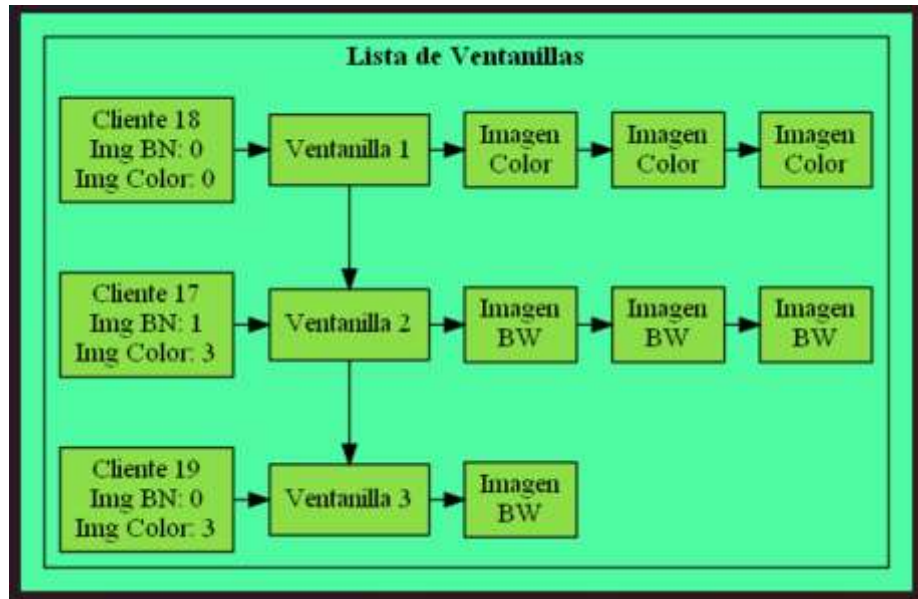 Lista de Ventanillas
Cliente 18
Img BN: 0
Img Color: 0
Ventanilla 1
Imagen
Color
Imagen
Color
Imagen
Color
Cliente 17
Img BN: 1
Img Color: 3
Ventanilla 2
Imagen
BW
Imagen
BW
Imagen
BW
Cliente 19
Img BN: 0
Img Color: 3
Ventanilla 3
Imagen
BW